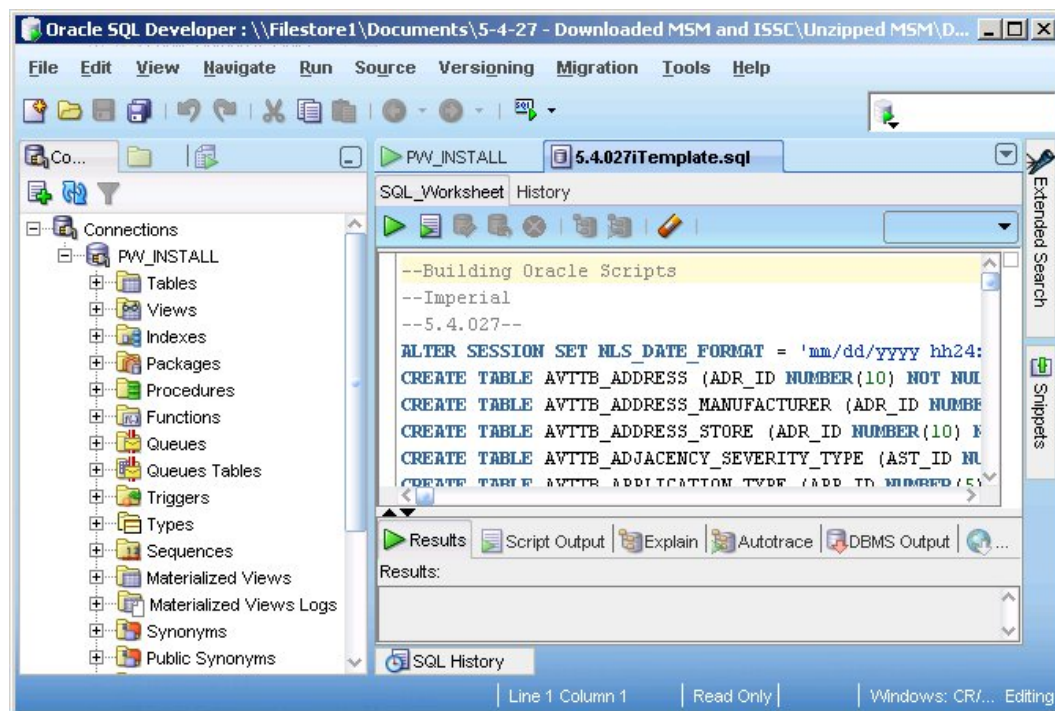 Oracle SQL Developer : \\Filestore1\Documents\5-4-27 - Downloaded MSM and ISSC\Unzipped MSM\D...
File Edit View Navigate Run Source Versioning Migration Tools Help
Co...
PW_INSTALL
5.4.027iTemplate.sql
SQL_Worksheet History
Connections
PW_INSTALL
Tables
Views
Indexes
Packages
Procedures
Functions
Queues
Queues Tables
Triggers
Types
Sequences
Materialized Views
Materialized Views Logs
Synonyms
Public Synonyms
--Building Oracle Scripts
--Imperial
--5.4.027--
ALTER SESSION SET NLS_DATE_FORMAT = 'mm/dd/yyyy hh24:
CREATE TABLE AVTTB_ADDRESS (ADR_ID NUMBER(10) NOT NUL
CREATE TABLE AVTTB_ADDRESS_MANUFACTURER (ADR_ID NUMBE
CREATE TABLE AVTTB_ADDRESS_STORE (ADR_ID NUMBER(10) N
CREATE TABLE AVTTB_ADJACENCY_SEVERITY_TYPE (AST_ID NU
CREATE TABLE AVTTB_APPLICATION_TYPE (APP_ID NUMBER(5)
Results Script Output Explain Autotrace DBMS Output ...
Results:
SQL History
Extended Search
Snippets
Line 1 Column 1 Read Only Windows: CR/... Editing